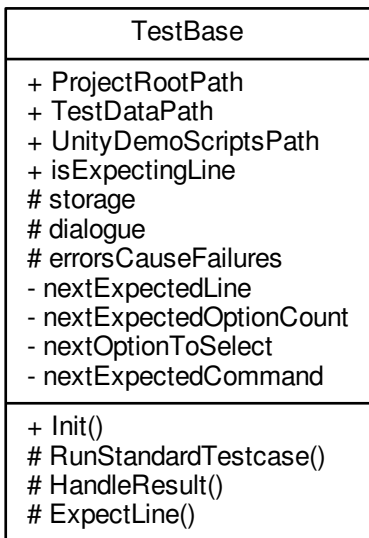 TestBase
+ ProjectRootPath
+ TestDataPath
+ UnityDemoScriptsPath
+ isExpectingLine
# storage
# dialogue
# errorsCauseFailures
- nextExpectedLine
- nextExpectedOptionCount
- nextOptionToSelect
- nextExpectedCommand
+ Init()
# RunStandardTestcase()
# HandleResult()
# ExpectLine()